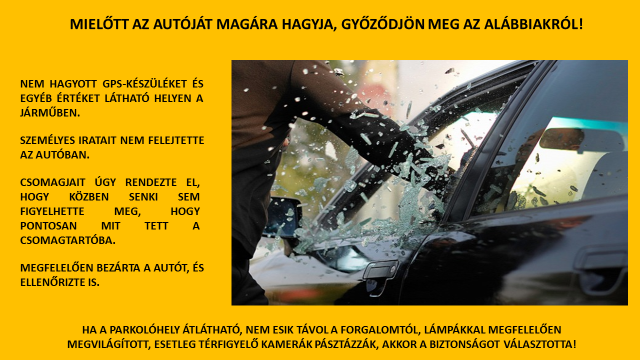 MIELŐTT AZ AUTÓJÁT MAGÁRA HAGYJA, GYŐZŐDJÖN MEG AZ ALÁBBIAKRÓL!
NEM HAGYOTT GPS-KÉSZÜLÉKET ÉS
EGYÉB ÉRTÉKET LÁTHATÓ HELYEN A
JÁRMŰBEN.
SZEMÉLYES IRATAIT NEM FELEJTETTE
AZ AUTÓBAN.
CSOMAGJAIT ÚGY RENDEZTE EL,
HOGY KÖZBEN SENKI SEM
FIGYELHETTE MEG, HOGY
PONTOSAN MIT TETT A
CSOMAGTARTÓBA.
MEGFELELŐEN BEZÁRTA A AUTÓT, ÉS
ELLENŐRIZTE IS.
HA A PARKOLÓHELY ÁTLÁTHATÓ, NEM ESIK TÁVOL A FORGALOMTÓL, LÁMPÁKKAL MEGFELELŐEN
MEGVILÁGÍTOTT, ESETLEG TÉRFIGYELŐ KAMERÁK PÁSZTÁZZÁK, AKKOR A BIZTONSÁGOT VÁLASZTOTTA!